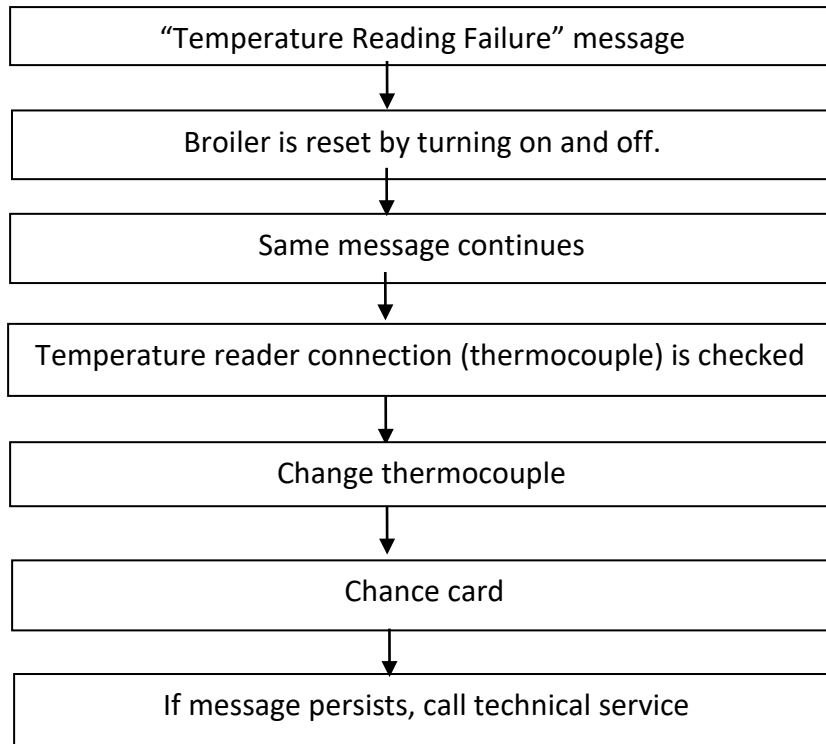 “Temperature Reading Failure” message
Broiler is reset by turning on and off.
Same message continues
Temperature reader connection (thermocouple) is checked
Change thermocouple
Chance card
If message persists, call technical service